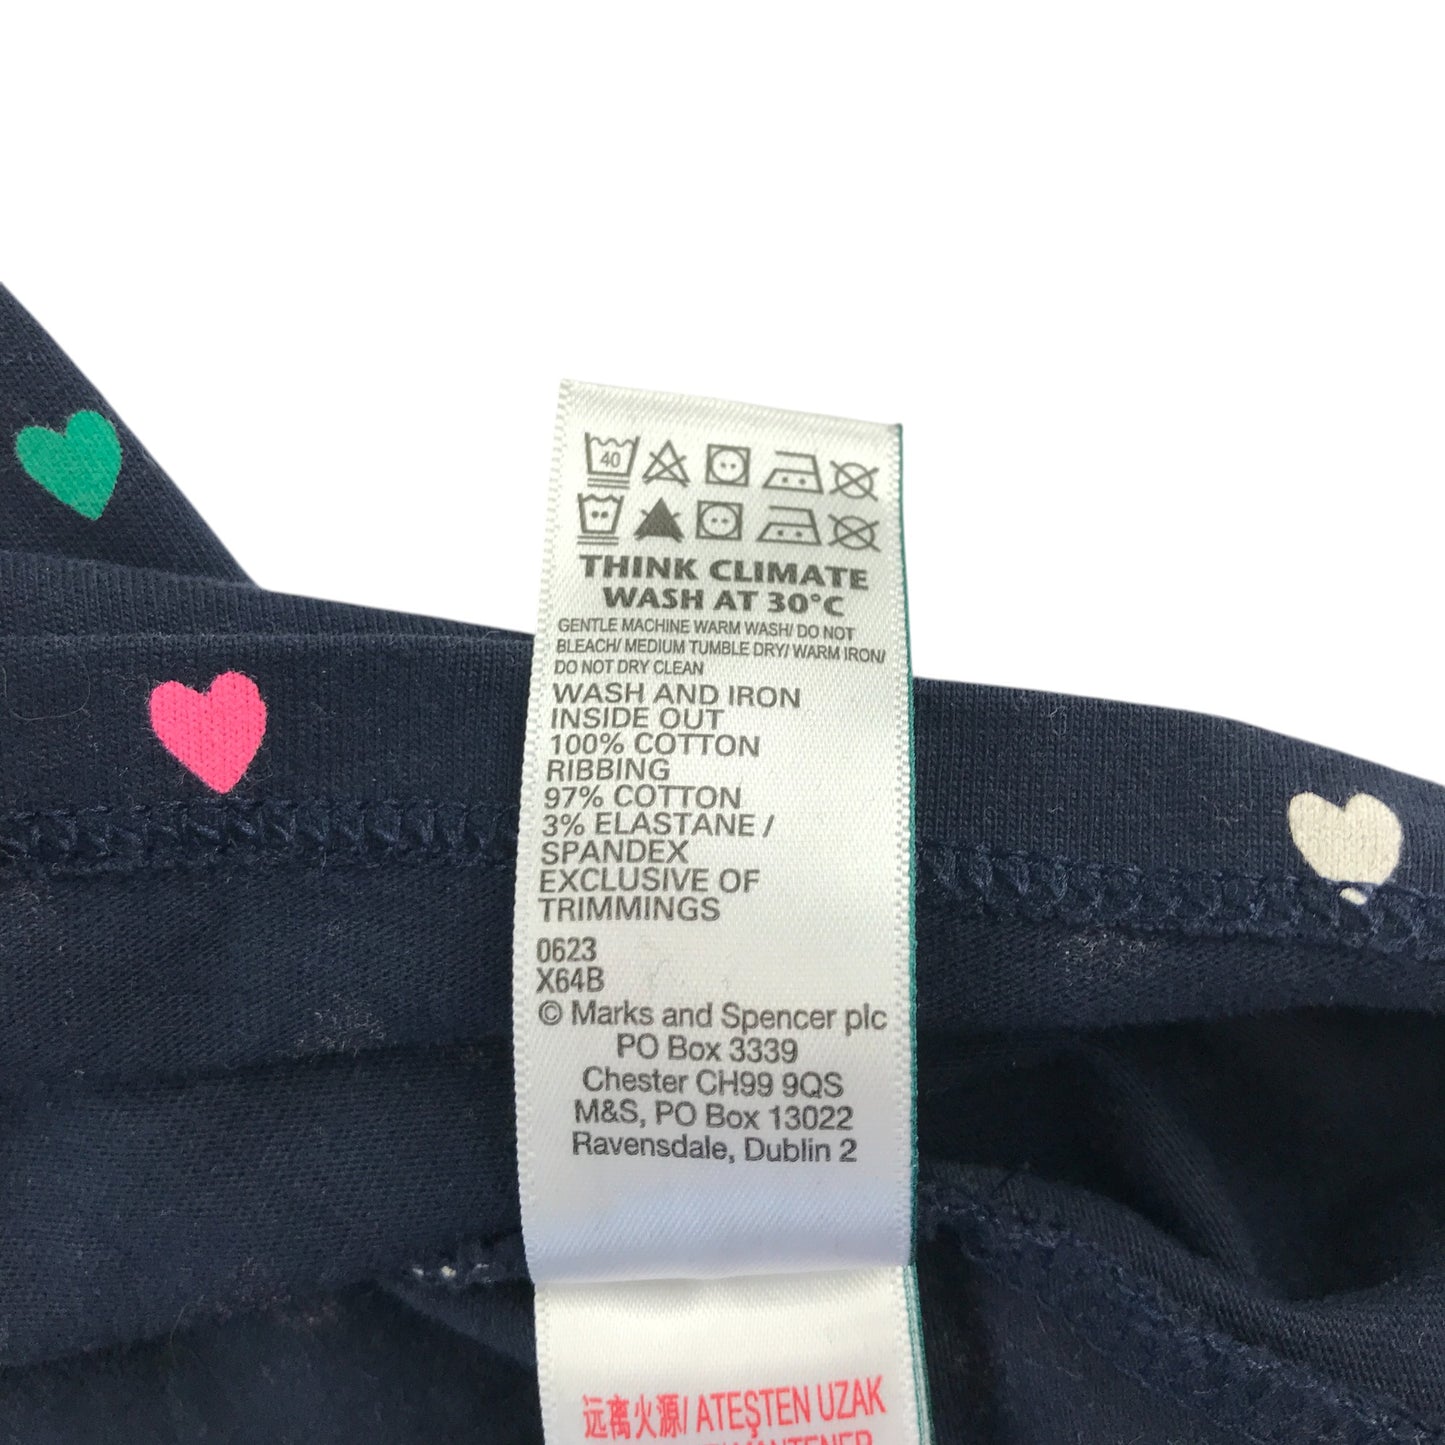 40
THINK CLIMATE
WASH AT 30°C
GENTLE MACHINE WARM WASH/ DO NOT
BLEACH/ MEDIUM TUMBLE DRY/ WARM IRON/
DO NOT DRY CLEAN
WASH AND IRON
INSIDE OUT
100% COTTON
RIBBING
97% COTTON
3% ELASTANE /
SPANDEX
EXCLUSIVE OF
TRIMMINGS
0623
X64B
© Marks and Spencer plc
PO Box 3339
Chester CH99 9QS
M&S, PO Box 13022
Ravensdale, Dublin 2
远离火源/ ATEŞTEN UZAK